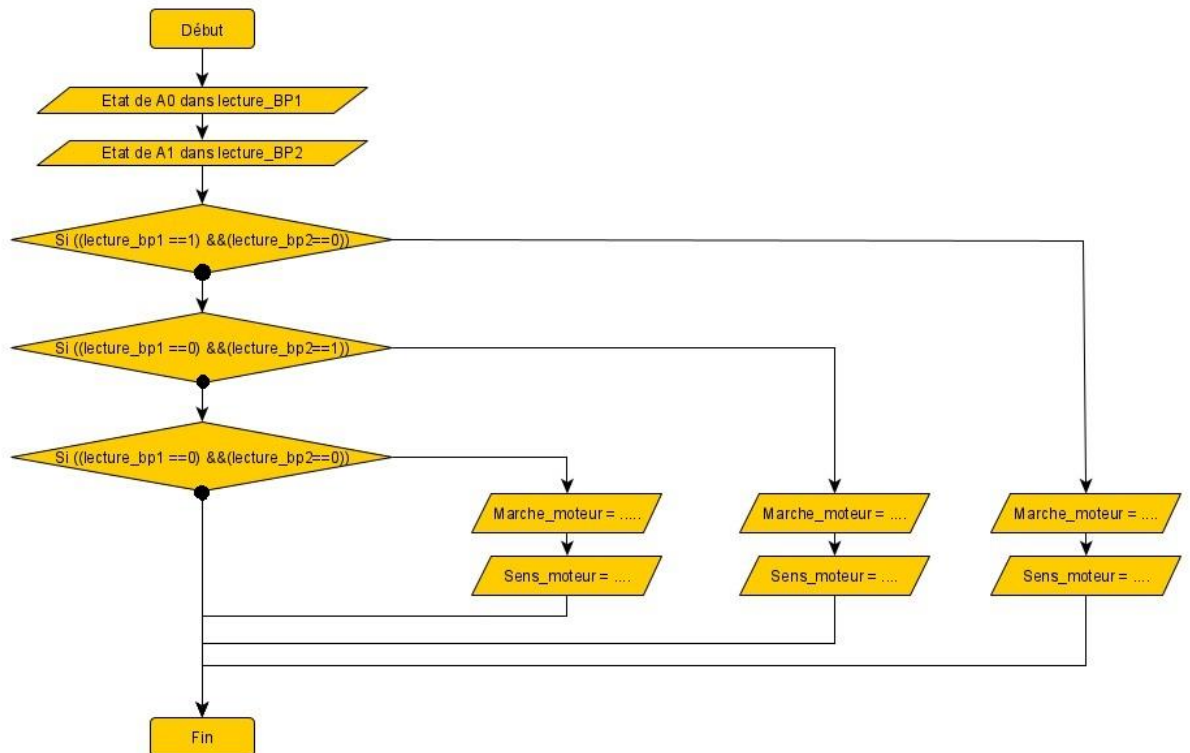 Début
Etat de A0 dans lecture_BP1
Etat de A1 dans lecture_BP2
Si ((lecture_bp1 ==1) &&(lecture_bp2==0))
Si ((lecture_bp1 ==0) &&(lecture_bp2==1))
Si ((lecture_bp1 ==0) &&(lecture_bp2==0))
Marche_moteur = .....
Marche_moteur = ....
Marche_moteur = ....
Sens_moteur = ....
Sens_moteur = ....
Sens_moteur = ....
Fin